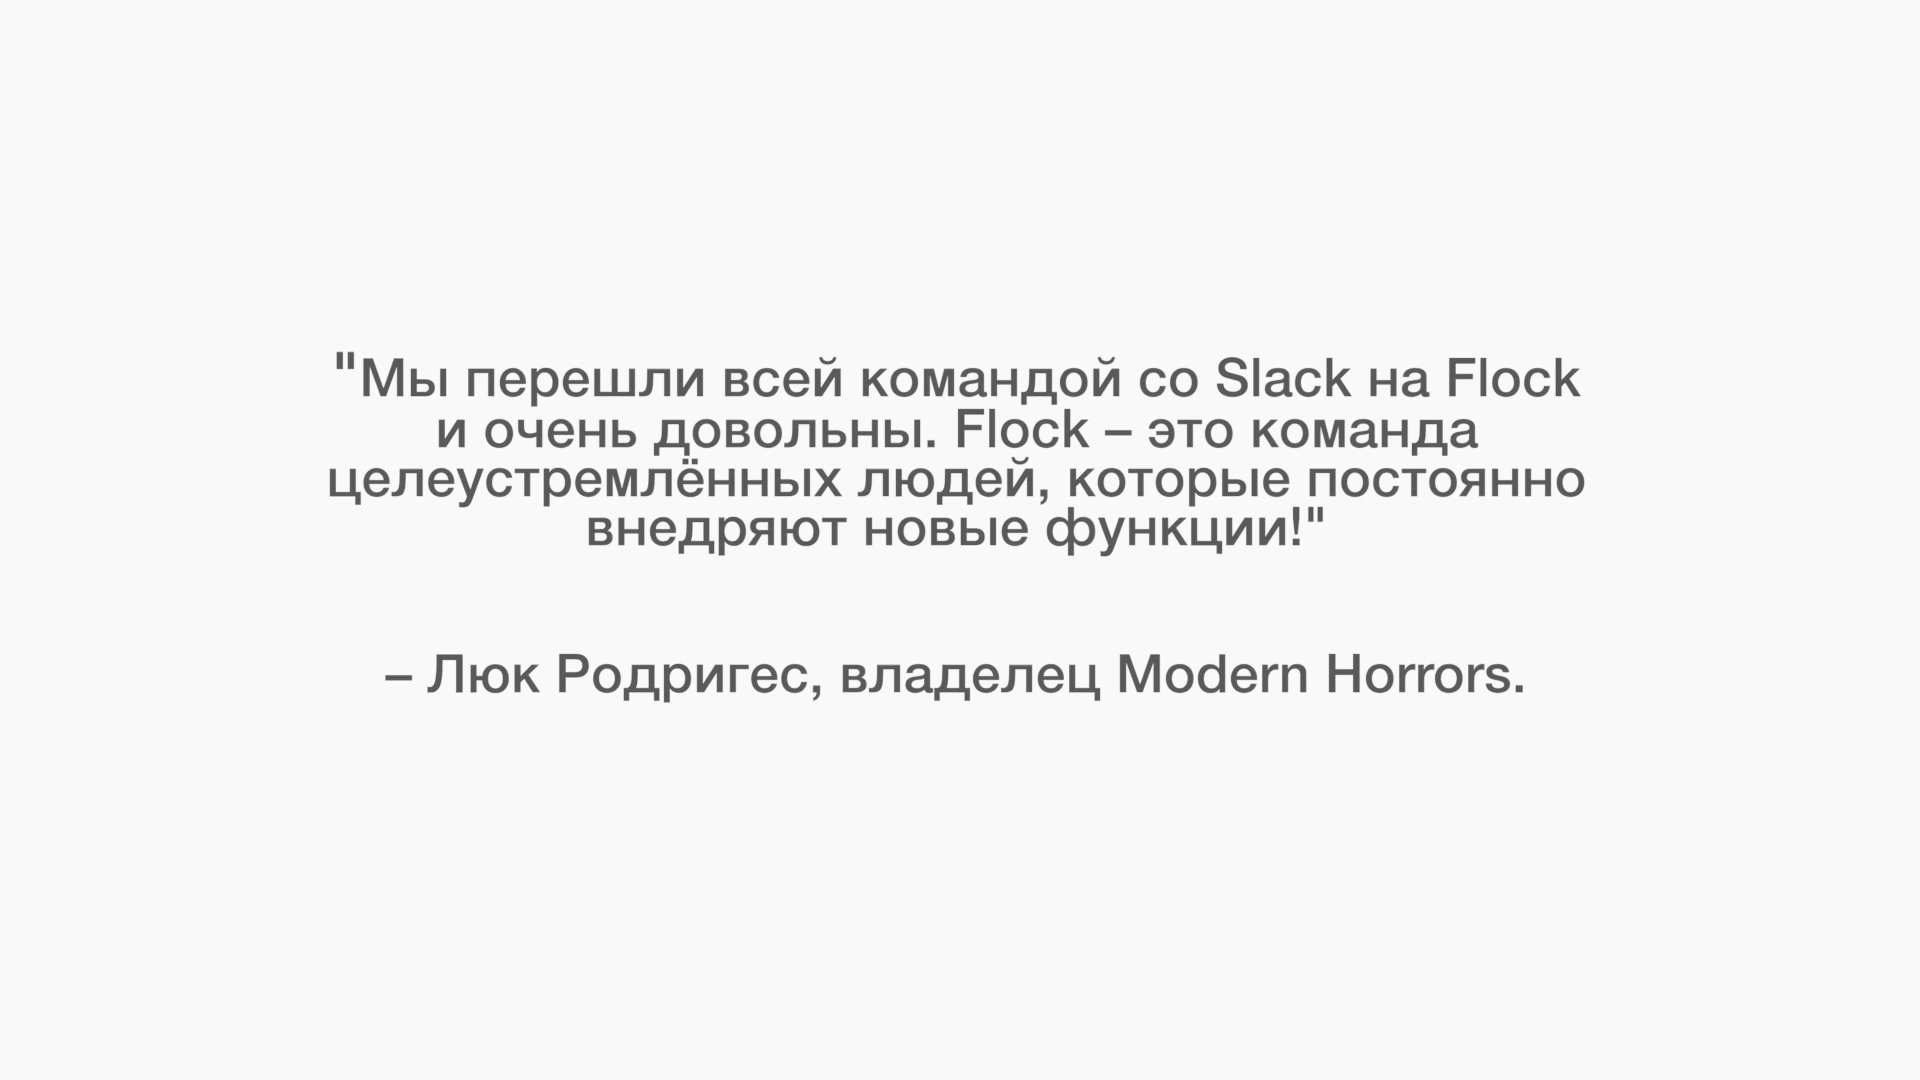 "Мы перешли всей командой со Slack на Flock
и очень довольны. Flock – это команда
целеустремлённых людей, которые постоянно
внедряют новые функции!"
– Люк Родригес, владелец Modern Horrors.